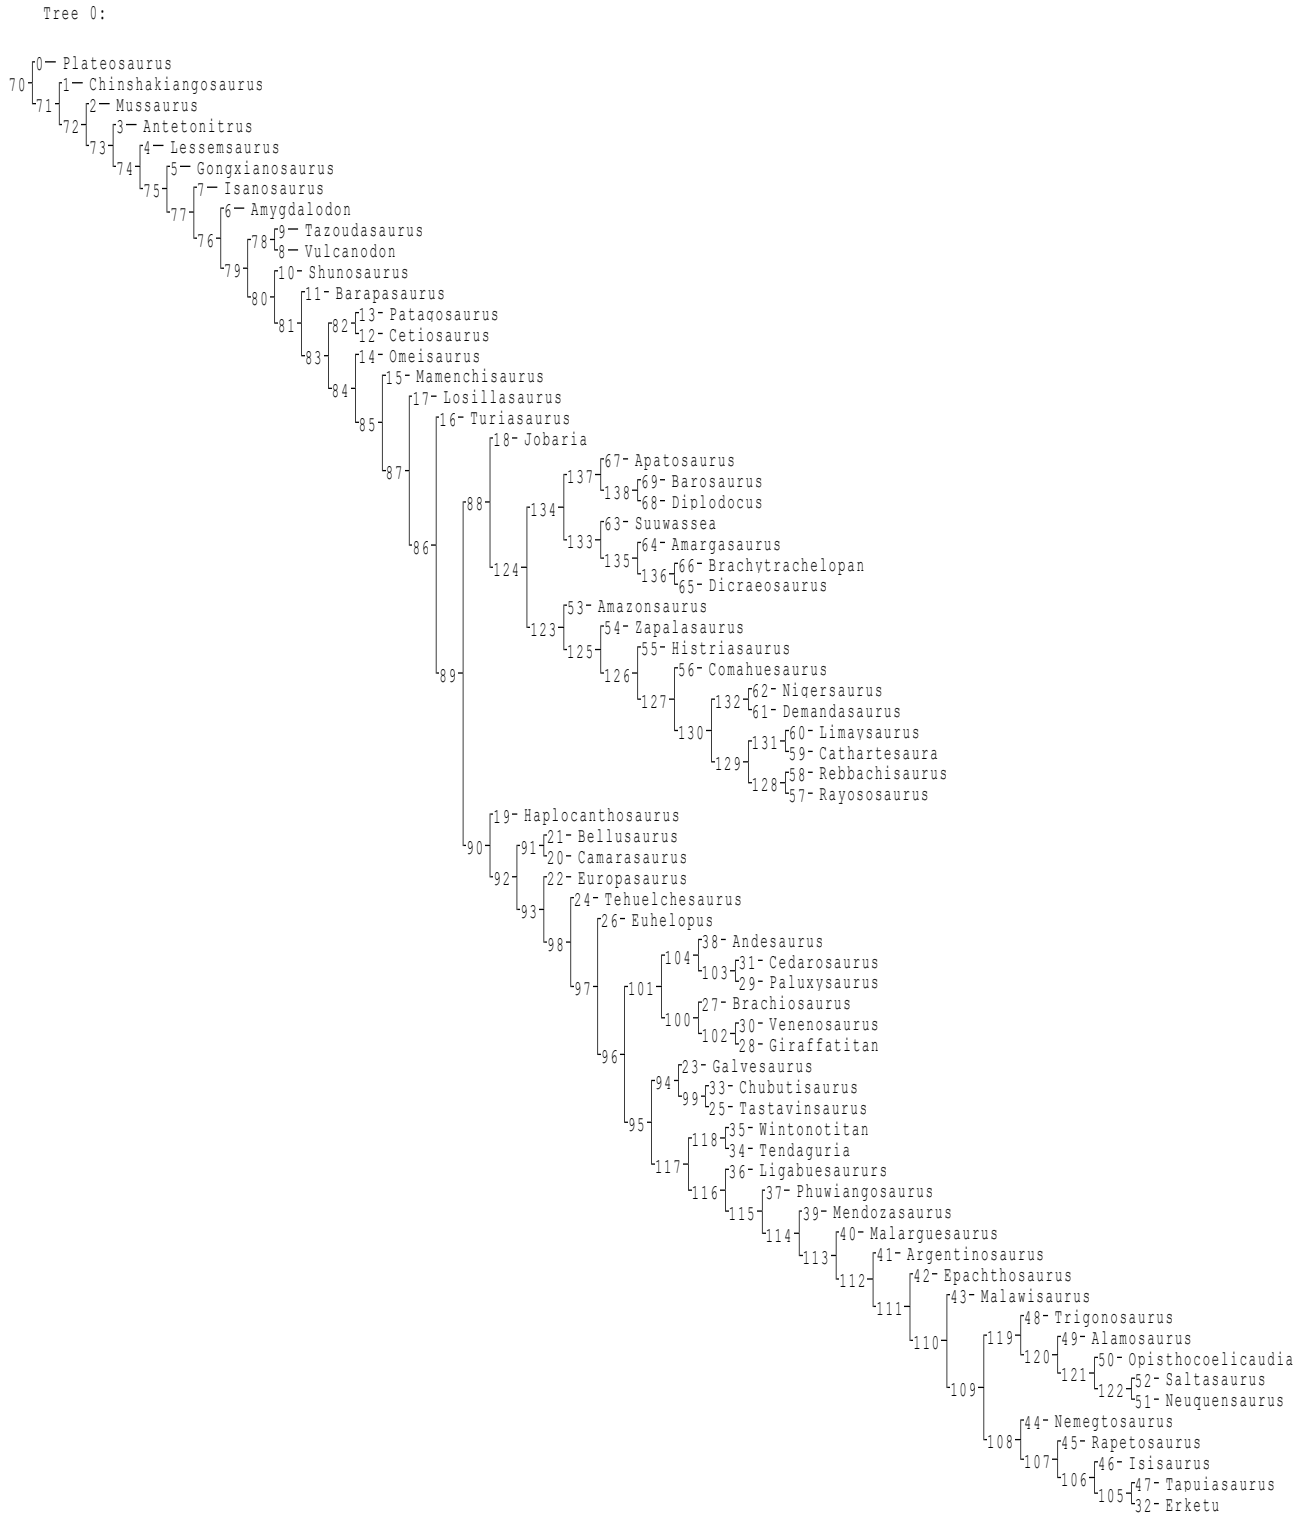 Tree 0:
0 Plateosaurus
70
1 Chinshakiangosaurus
71
2 Mussaurus
72
3 Antetonitrus
73
4 Lessemsaurus
74
5 Gongxianosaurus
75
7 Isanosaurus
77
6 Amygdalodon
9 Tazoudasaurus
76 78
8 Vulcanodon
79
10 Shunosaurus
11 Barapasaurus
80
13 Patagosaurus
81 82
12 Cetiosaurus
83
14 Omeisaurus
15 Mamenchisaurus
84
17 Losillasaurus
16 Turiasaurus
85
18 Jobaria
67 Apatosaurus
87 137
69 Barosaurus
138
88
68 Diplodocus
134
63 Suuwassea
133
64 Amargasaurus
86
135
66 Brachytrachelopan
124 136
65 Dicraeosaurus
53 Amazonsaurus
123
54 Zapalasaurus
125
55 Histriasaurus
89 126
56 Comahuesaurus
62 Nigersaurus
127 132
61 Demandasaurus
130
60 Limaysaurus
131
59 Cathartesaura
129
58 Rebbachisaurus
128
57 Rayososaurus
19 Haplocanthosaurus
21 Bellusaurus
90 91
20 Camarasaurus
92
22 Europasaurus
24 Tehuelchesaurus
93
26 Euhelopus
98
38 Andesaurus
104
31 Cedarosaurus
103
29 Paluxysaurus
97 101
27 Brachiosaurus
100
30 Venenosaurus
102
28 Giraffatitan
96
23 Galvesaurus
94
33 Chubutisaurus
99
25 Tastavinsaurus
95
35 Wintonotitan
118
34 Tendaguria
117
36 Ligabuesaururs
116
37 Phuwiangosaurus
115
39 Mendozasaurus
114
40 Malarguesaurus
113
41 Argentinosaurus
112
42 Epachthosaurus
43 Malawisaurus
111
48 Trigonosaurus
110 119
49 Alamosaurus
120
50 Opisthocoelicaudia
121
52 Saltasaurus
109 122
51 Neuquensaurus
44 Nemegtosaurus
108
45 Rapetosaurus
107
46 Isisaurus
106
47 Tapuiasaurus
105
32 Erketu